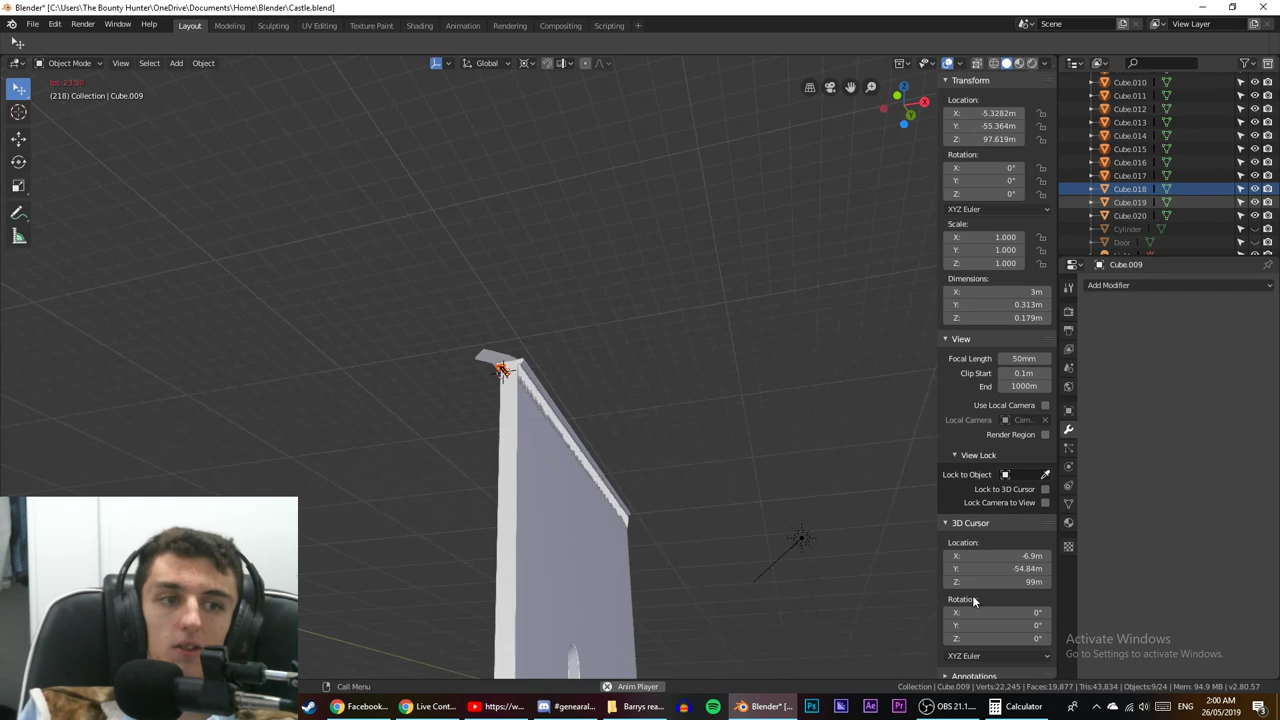 Blender* [C:\Users\The Bounty Hunter\OneDrive\Documents\Home\Blender\Castle.blend]
File Edit Render Window Help Layout Modeling Sculpting UV Editing Texture Paint Shading Animation Rendering Compositing Scripting + Scene View Layer
Object Mode View Select Add Object Global
fps: 23.99
(218) Collection | Cube.009
X
Y
Z
Transform
Location:
X: -5.3282m
Y: -55.364m
Z: 97.619m
Rotation:
X: 0°
Y: 0°
Z: 0°
XYZ Euler
Scale:
X: 1.000
Y: 1.000
Z: 1.000
Dimensions:
X: 3m
Y: 0.313m
Z: 0.179m
View
Focal Length 50mm
Clip Start 0.1m
End 1000m
Use Local Camera
Local Camera Cam..
Render Region
View Lock
Lock to Object
Lock to 3D Cursor
Lock Camera to View
3D Cursor
Location:
X: -6.9m
Y: -54.84m
Z: 99m
Rotation
X: 0°
Y: 0°
Z: 0°
XYZ Euler
Annotations
Cube.010
Cube.011
Cube.012
Cube.013
Cube.014
Cube.015
Cube.016
Cube.017
Cube.018
Cube.019
Cube.020
Cylinder
Door
Cube.009
Add Modifier
Activate Windows
Go to Settings to activate Windows.
Call Menu Anim Player Collection | Cube.009 | Verts:22,245 | Faces:19,877 | Tris:43,834 | Objects:9/24 | Mem: 94.9 MB | v2.80.57
Facebook... Live Cont... https://w... #general... Barrys rea... Blender* [... Ps Ae Pr OBS 21.1.... Calculator ENG 2:00 AM
26/05/2019